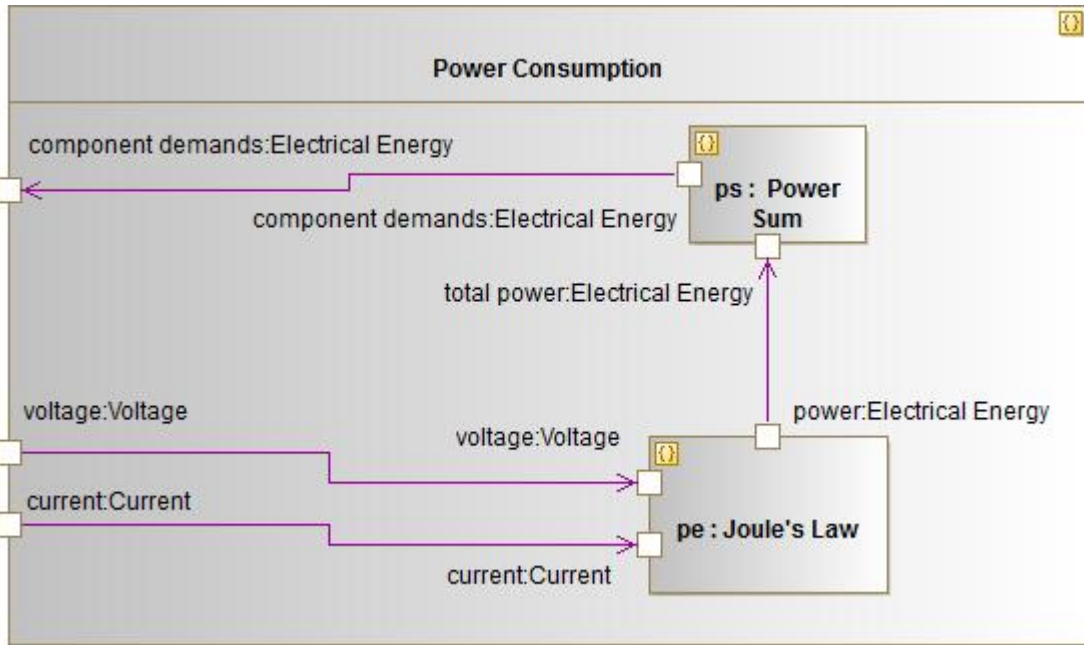 {}
Power Consumption
component demands:Electrical Energy
{}
ps : Power
Sum
component demands:Electrical Energy
total power:Electrical Energy
voltage:Voltage
power:Electrical Energy
voltage:Voltage
{}
current:Current
pe : Joule's Law
current:Current